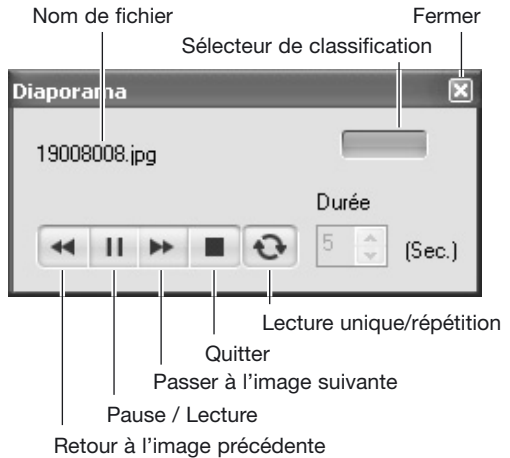 Nom de fichier
Fermer
Sélecteur de classification
Diaporama
19008008.jpg
Durée
5
(Sec.)
Lecture unique/répétition
Quitter
Passer à l'image suivante
Pause / Lecture
Retour à l'image précédente